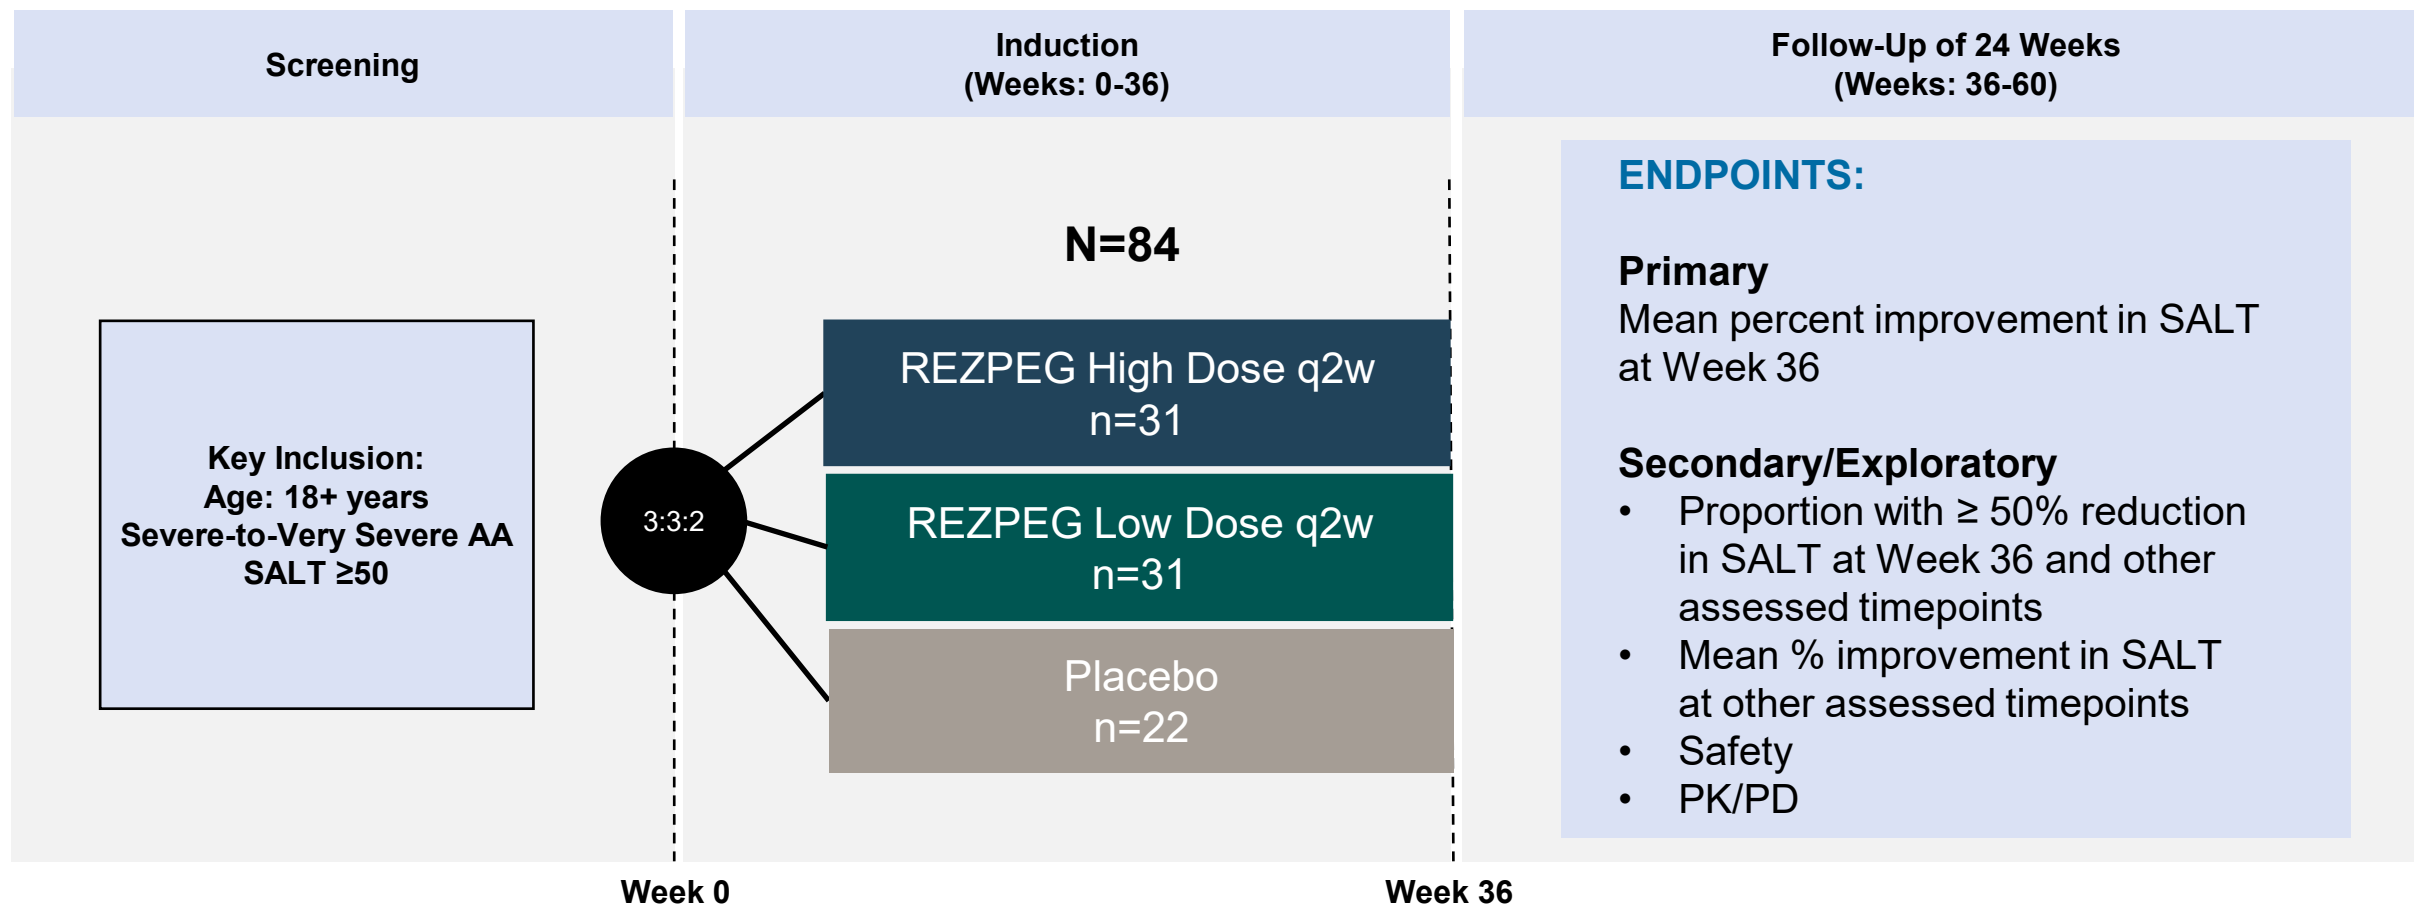 Screening
Induction
(Weeks: 0-36)
Follow-Up of 24 Weeks
(Weeks: 36-60)
Key Inclusion:
Age: 18+ years
Severe-to-Very Severe AA
SALT ≥50
3:3:2
N=84
REZPEG High Dose q2w
n=31
REZPEG Low Dose q2w
n=31
Placebo
n=22
ENDPOINTS:
Primary
Mean percent improvement in SALT
at Week 36
Secondary/Exploratory
• Proportion with ≥ 50% reduction
in SALT at Week 36 and other
assessed timepoints
• Mean % improvement in SALT
at other assessed timepoints
• Safety
• PK/PD
Week 0
Week 36